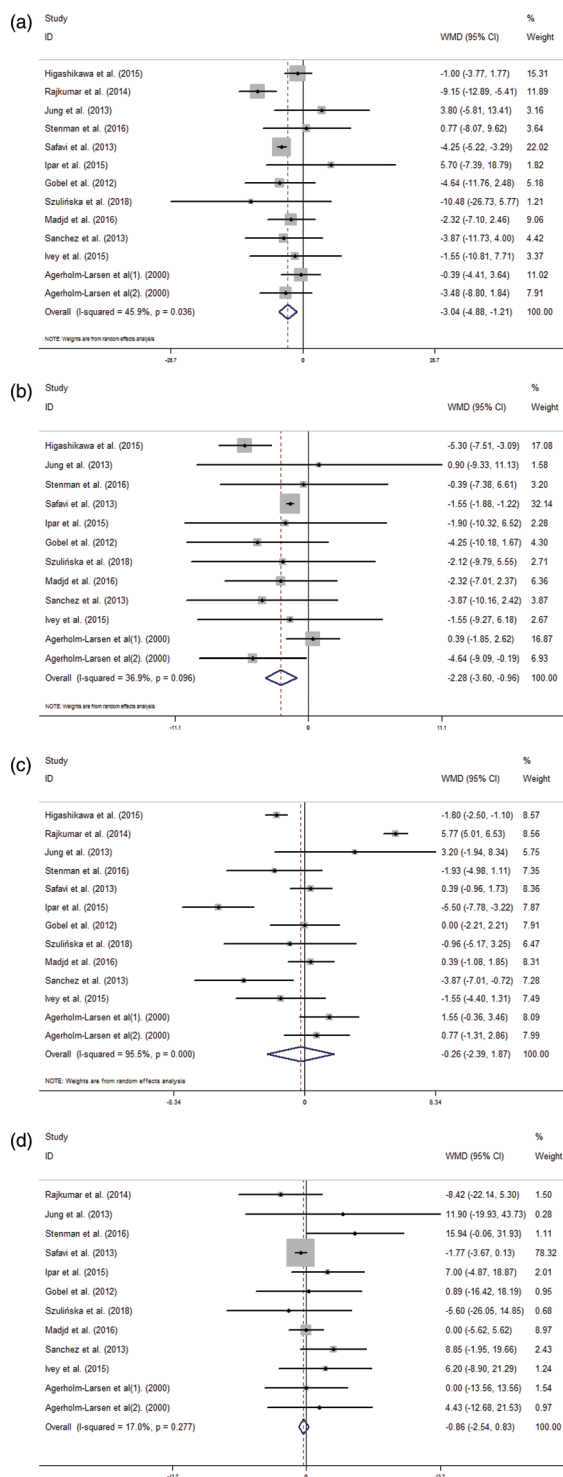 (a)
Study %
ID WMD (95% CI) Weight
Higashikawa et al. (2015) -1.00 (-3.77, 1.77) 15.31
Rajkumar et al. (2014) -9.15 (-12.89, -5.41) 11.89
Jung et al. (2013) 3.80 (-5.81, 13.41) 3.16
Stenman et al. (2016) 0.77 (-8.07, 9.62) 3.64
Safavi et al. (2013) -4.25 (-5.22, -3.29) 22.02
Ipar et al. (2015) 5.70 (-7.39, 18.79) 1.82
Gobel et al. (2012) -4.64 (-11.76, 2.48) 5.18
Szulińska et al. (2018) -10.48 (-26.73, 5.77) 1.21
Madjd et al. (2016) -2.32 (-7.10, 2.46) 9.06
Sanchez et al. (2013) -3.87 (-11.73, 4.00) 4.42
Ivey et al. (2015) -1.55 (-10.81, 7.71) 3.37
Agerholm-Larsen et al(1). (2000) -0.39 (-4.41, 3.64) 11.02
Agerholm-Larsen et al(2). (2000) -3.48 (-8.80, 1.84) 7.91
Overall (I-squared = 45.9%, p = 0.036) -3.04 (-4.88, -1.21) 100.00
NOTE: Weights are from random effects analysis
-26.7 0 26.7
(b)
Study %
ID WMD (95% CI) Weight
Higashikawa et al. (2015) -5.30 (-7.51, -3.09) 17.08
Jung et al. (2013) 0.90 (-9.33, 11.13) 1.58
Stenman et al. (2016) -0.39 (-7.38, 6.61) 3.20
Safavi et al. (2013) -1.55 (-1.88, -1.22) 32.14
Ipar et al. (2015) -1.90 (-10.32, 6.52) 2.28
Gobel et al. (2012) -4.25 (-10.18, 1.67) 4.30
Szulińska et al. (2018) -2.12 (-9.79, 5.55) 2.71
Madjd et al. (2016) -2.32 (-7.01, 2.37) 6.36
Sanchez et al. (2013) -3.87 (-10.16, 2.42) 3.87
Ivey et al. (2015) -1.55 (-9.27, 6.18) 2.67
Agerholm-Larsen et al(1). (2000) 0.39 (-1.85, 2.62) 16.87
Agerholm-Larsen et al(2). (2000) -4.64 (-9.09, -0.19) 6.93
Overall (I-squared = 36.9%, p = 0.096) -2.28 (-3.60, -0.96) 100.00
NOTE: Weights are from random effects analysis
-11.1 0 11.1
(c)
Study %
ID WMD (95% CI) Weight
Higashikawa et al. (2015) -1.80 (-2.50, -1.10) 8.57
Rajkumar et al. (2014) 5.77 (5.01, 6.53) 8.56
Jung et al. (2013) 3.20 (-1.94, 8.34) 5.75
Stenman et al. (2016) -1.93 (-4.98, 1.11) 7.35
Safavi et al. (2013) 0.39 (-0.96, 1.73) 8.36
Ipar et al. (2015) -5.50 (-7.78, -3.22) 7.87
Gobel et al. (2012) 0.00 (-2.21, 2.21) 7.91
Szulińska et al. (2018) -0.96 (-5.17, 3.25) 6.47
Madjd et al. (2016) 0.39 (-1.08, 1.85) 8.31
Sanchez et al. (2013) -3.87 (-7.01, -0.72) 7.28
Ivey et al. (2015) -1.55 (-4.40, 1.31) 7.49
Agerholm-Larsen et al(1). (2000) 1.55 (-0.36, 3.46) 8.09
Agerholm-Larsen et al(2). (2000) 0.77 (-1.31, 2.86) 7.99
Overall (I-squared = 95.5%, p = 0.000) -0.26 (-2.39, 1.87) 100.00
NOTE: Weights are from random effects analysis
-8.34 0 8.34
(d)
Study %
ID WMD (95% CI) Weight
Rajkumar et al. (2014) -8.42 (-22.14, 5.30) 1.50
Jung et al. (2013) 11.90 (-19.93, 43.73) 0.28
Stenman et al. (2016) 15.94 (-0.06, 31.93) 1.11
Safavi et al. (2013) -1.77 (-3.67, 0.13) 78.32
Ipar et al. (2015) 7.00 (-4.87, 18.87) 2.01
Gobel et al. (2012) 0.89 (-16.42, 18.19) 0.95
Szulińska et al. (2018) -5.60 (-26.05, 14.85) 0.68
Madjd et al. (2016) 0.00 (-5.62, 5.62) 8.97
Sanchez et al. (2013) 8.85 (-1.95, 19.66) 2.43
Ivey et al. (2015) 6.20 (-8.90, 21.29) 1.24
Agerholm-Larsen et al(1). (2000) 0.00 (-13.56, 13.56) 1.54
Agerholm-Larsen et al(2). (2000) 4.43 (-12.68, 21.53) 0.97
Overall (I-squared = 17.0%, p = 0.277) -0.86 (-2.54, 0.83) 100.00